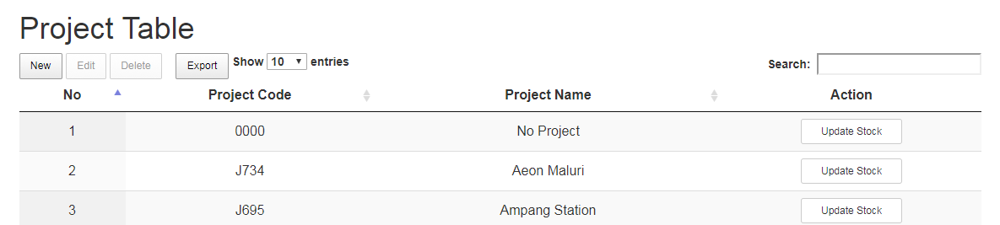 Project Table
New Edit Delete Export Show 10 entries Search:
No Project Code Project Name Action
1 0000 No Project Update Stock
2 J734 Aeon Maluri Update Stock
3 J695 Ampang Station Update Stock